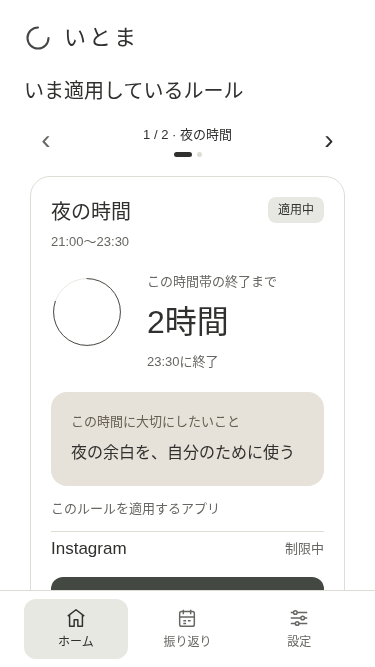 いとま
いま適用しているルール
‹ 1 / 2 · 夜の時間 ›
夜の時間 適用中
21:00〜23:30
この時間帯の終了まで
2時間
23:30に終了
この時間に大切にしたいこと
夜の余白を、自分のために使う
このルールを適用するアプリ
Instagram 制限中
ホーム 振り返り 設定